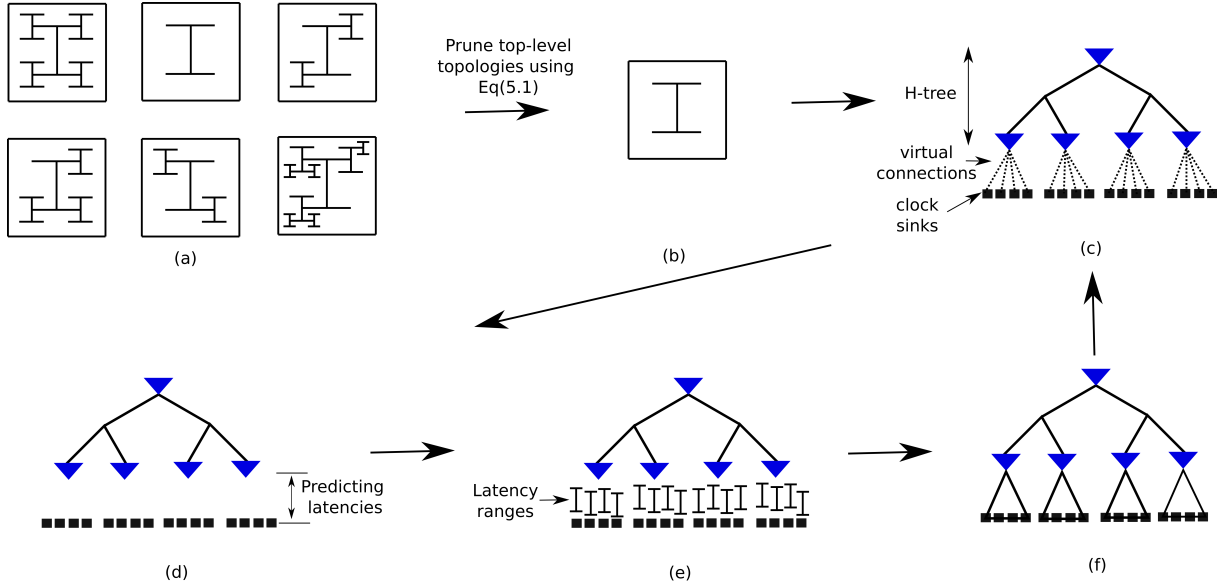 Prune top-level
topologies using
Eq(5.1)
H-tree
virtual
connections
clock
sinks
(a)
(b)
(c)
Predicting
latencies
Latency
ranges
(d)
(e)
(f)